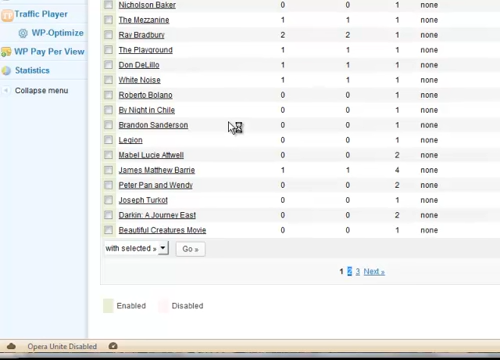 Nicholson Baker 0 0 1 none
Traffic Player
The Mezzanine 1 1 1 none
WP-Optimize
Ray Bradbury 2 2 1 none
WP Pay Per View
The Playground 1 1 1 none
Don DeLillo 1 1 1 none
Statistics
White Noise 1 1 1 none
Collapse menu
Roberto Bolano 0 0 1 none
By Night in Chile 0 0 1 none
Brandon Sanderson 0 0 1 none
Legion 0 0 1 none
Mabel Lucie Attwell 0 0 2 none
James Matthew Barrie 1 1 4 none
Peter Pan and Wendy 0 0 2 none
Joseph Turkot 0 0 1 none
Darkin: A Journey East 0 0 2 none
Beautiful Creatures Movie 0 0 1 none
with selected » Go »
1 2 3 Next »
Enabled Disabled
Opera Unite Disabled